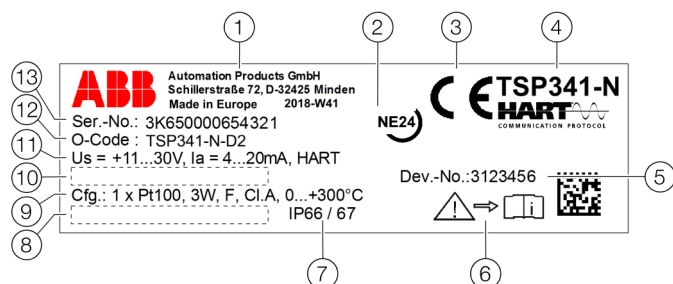 1
2
3
4
13
12
11
10
9
8
7
6
5
ABB
Automation Products GmbH
Schillerstraße 72, D-32425 Minden
Made in Europe 2018-W41
Ser.-No.: 3K650000654321
O-Code : TSP341-N-D2
Us = +11...30V, Ia = 4...20mA, HART
Cfg.: 1 x Pt100, 3W, F, Cl.A, 0...+300°C
IP66 / 67
NE24
CE
TSP341-N
HART
COMMUNICATION PROTOCOL
Dev.-No.:3123456
i